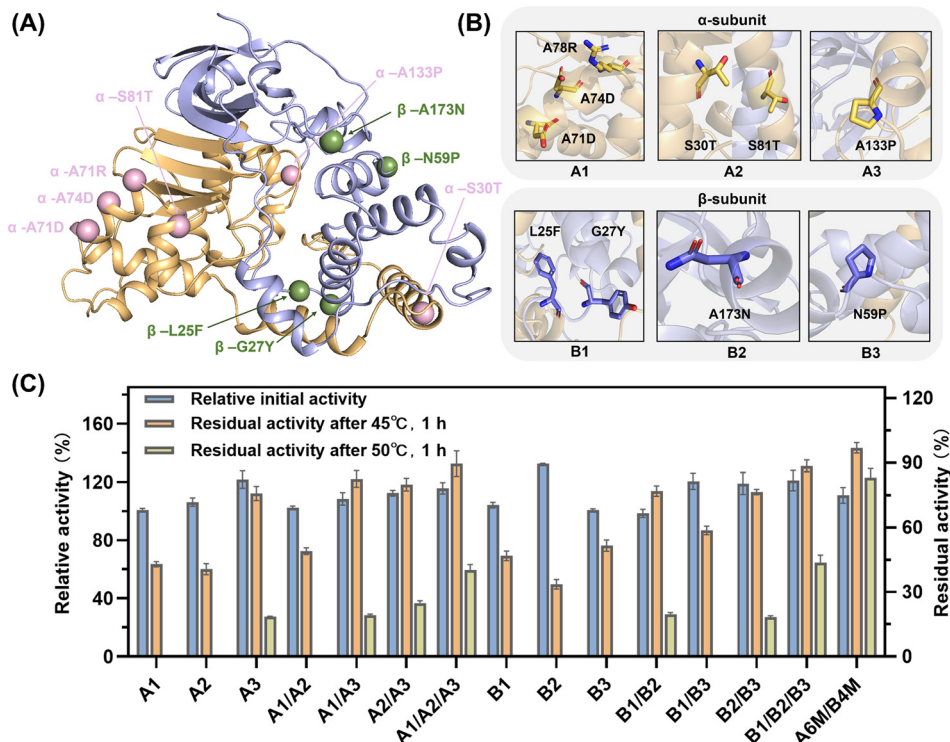 (A)
α –A133P
α –S81T
β –A173N
β –N59P
α -A71R
α –S30T
α -A74D
α -A71D
β –L25F
β –G27Y
(B)
α-subunit
A78R
A74D
A71D
S30T
S81T
A133P
A1
A2
A3
β-subunit
L25F
G27Y
A173N
N59P
B1
B2
B3
(C)
Relative initial activity
Residual activity after 45℃, 1 h
Residual activity after 50℃, 1 h
Relative activity (%)
160
120
80
40
0
Residual activity (%)
120
90
60
30
0
A1
A2
A3
A1/A2
A1/A3
A2/A3
A1/A2/A3
B1
B2
B3
B1/B2
B1/B3
B2/B3
B1/B2/B3
A6M/B4M